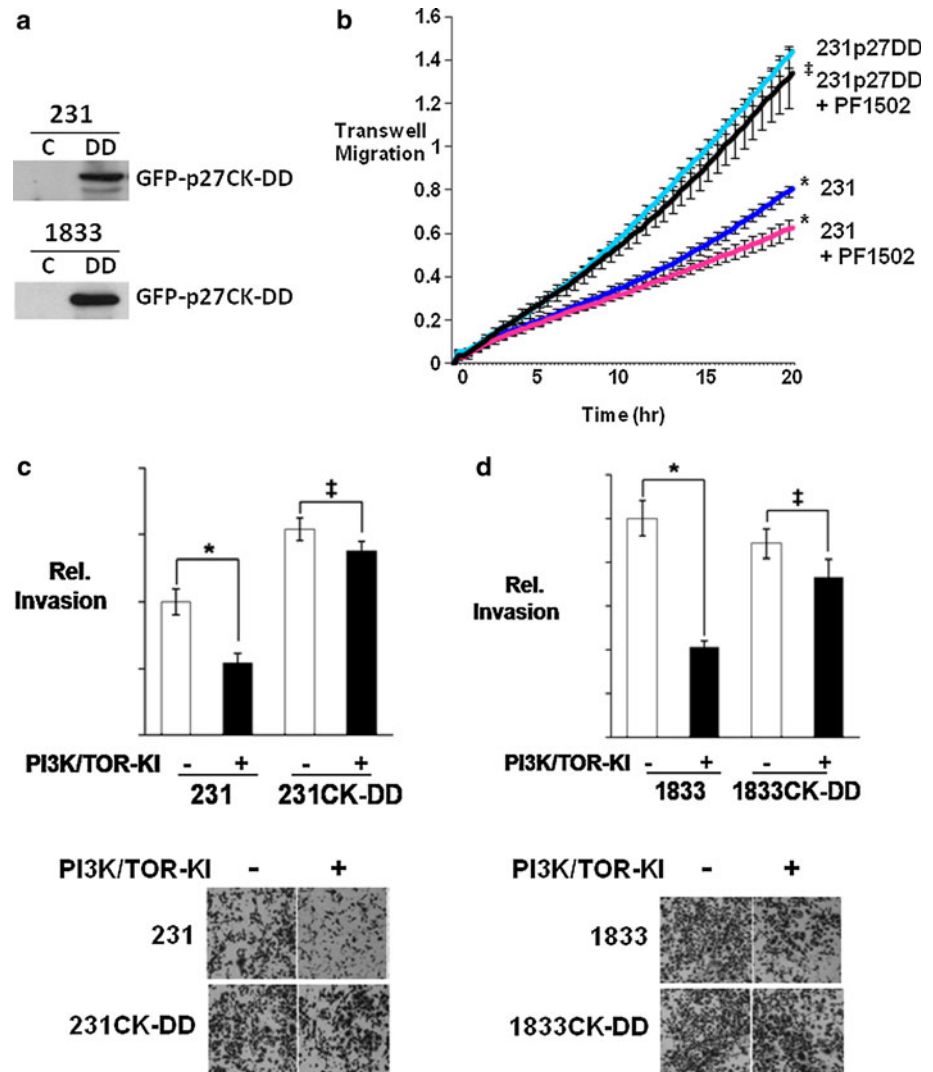 a
231
C DD
GFP-p27CK-DD
1833
C DD
GFP-p27CK-DD
b
1.6
1.4
1.2
1
0.8
0.6
0.4
0.2
0
Transwell
Migration
0 5 10 15 20
Time (hr)
231p27DD
‡ 231p27DD
+ PF1502
* 231
* 231
+ PF1502
c
Rel.
Invasion
* ‡
PI3K/TOR-KI - + - +
231 231CK-DD
PI3K/TOR-KI - +
231
231CK-DD
d
Rel.
Invasion
* ‡
PI3K/TOR-KI - + - +
1833 1833CK-DD
PI3K/TOR-KI - +
1833
1833CK-DD